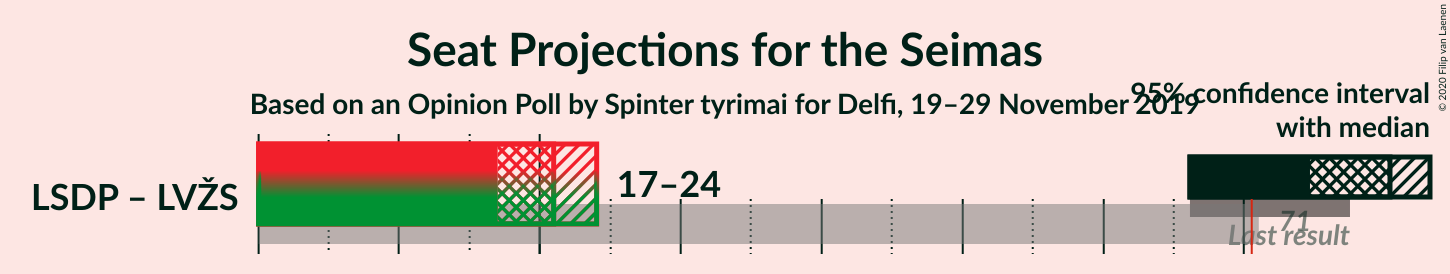 Seat Projections for the Seimas
Based on an Opinion Poll by Spinter tyrimai for Delfi, 19–29 November 2019
95% confidence interval
with median
LSDP – LVŽS
17–24
71
Last result
© 2020 Filip van Laenen